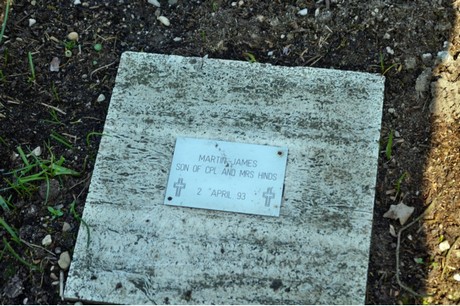 MARTIN JAMES
SON OF CPL AND MRS HINDS
2 APRIL 93